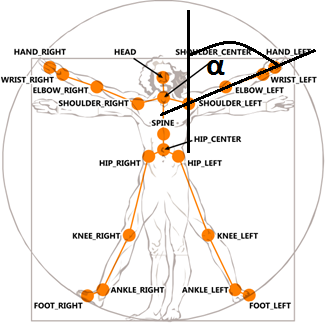 HAND_RIGHT HEAD SHOULDER_CENTER HAND_LEFT
α
WRIST_RIGHT WRIST_LEFT
ELBOW_RIGHT ELBOW_LEFT
SHOULDER_RIGHT SHOULDER_LEFT
SPINE
HIP_CENTER
HIP_RIGHT HIP_LEFT
KNEE_RIGHT KNEE_LEFT
ANKLE_RIGHT ANKLE_LEFT
FOOT_RIGHT FOOT_LEFT